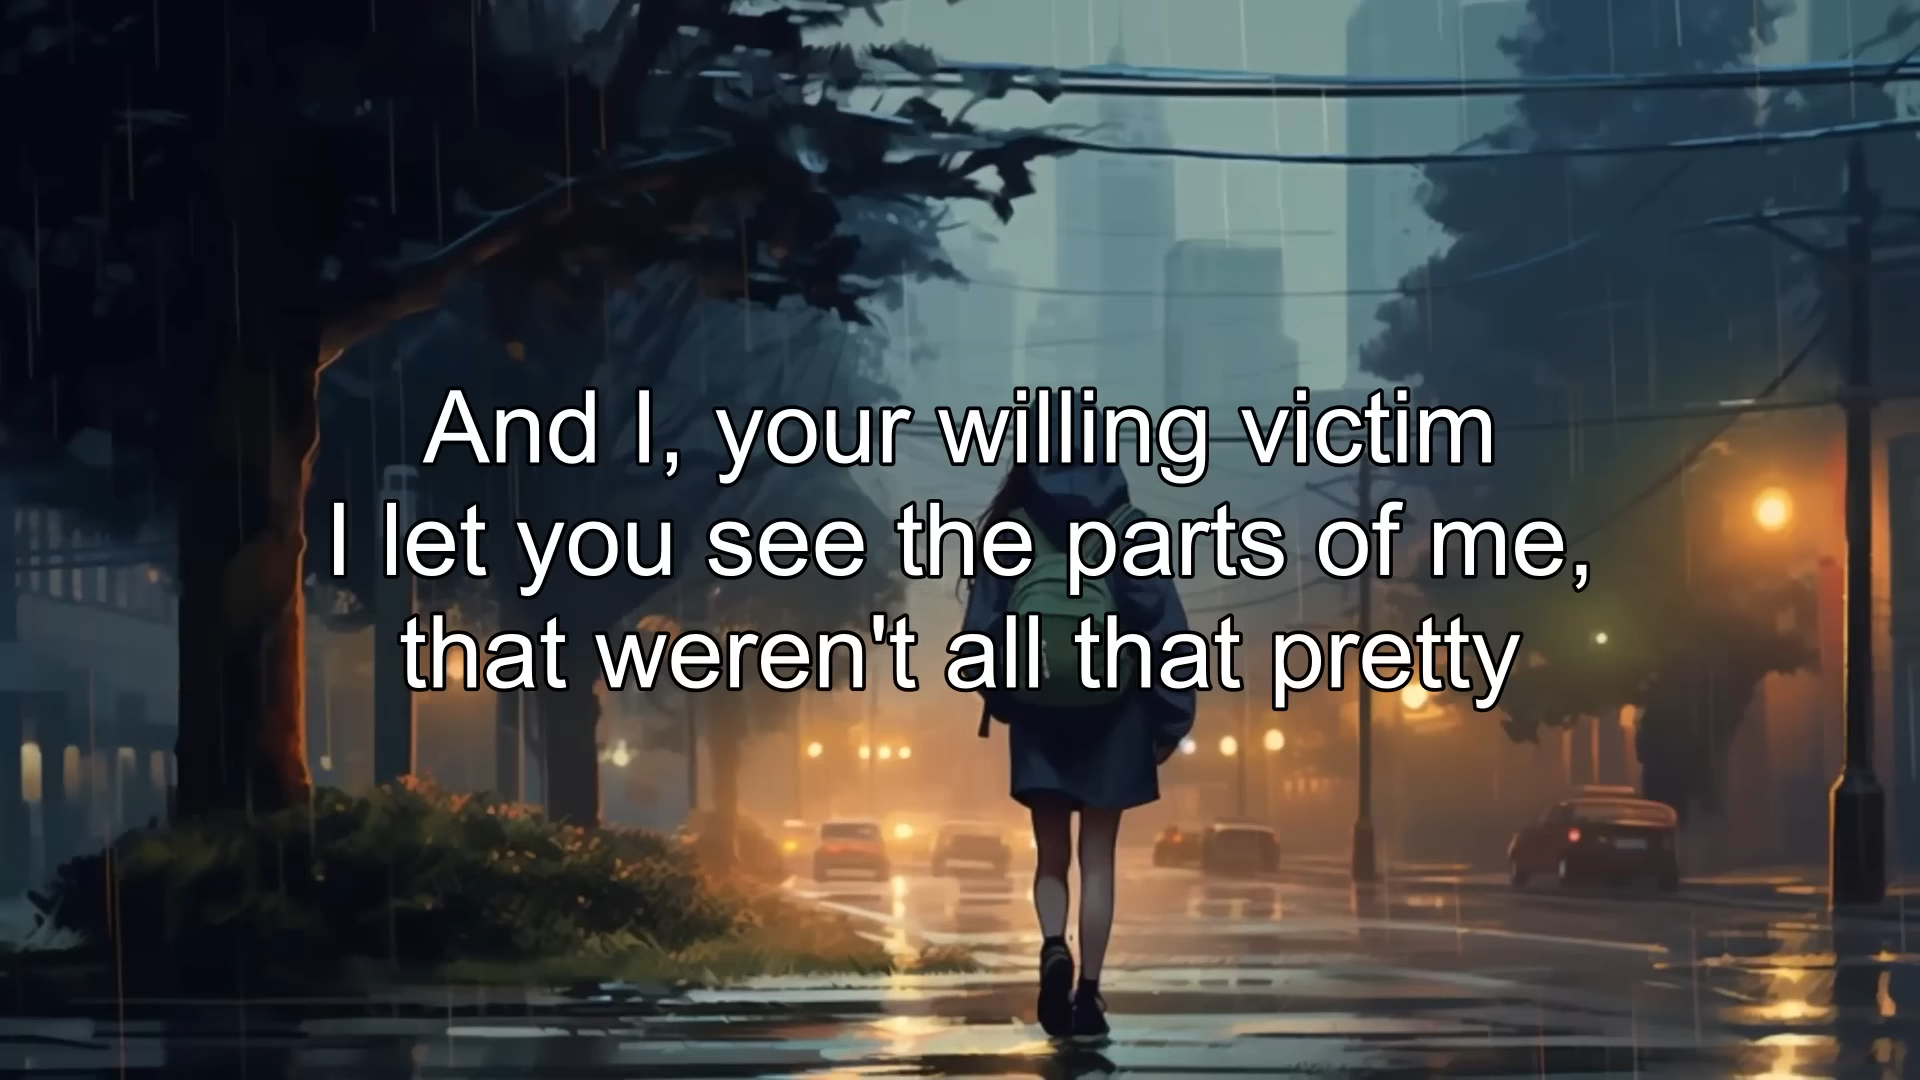 And I, your willing victim
I let you see the parts of me,
that weren't all that pretty